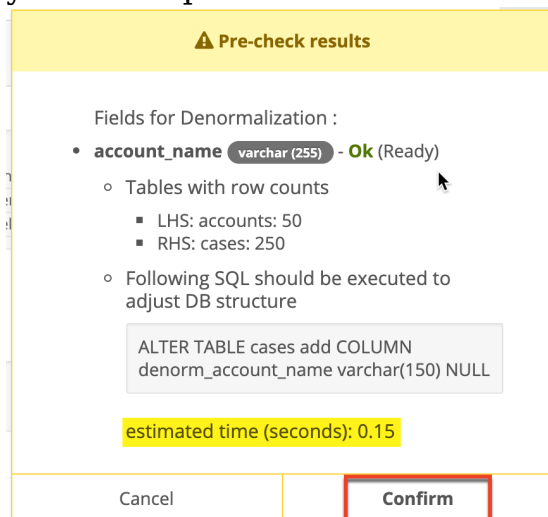 Pre-check results
Fields for Denormalization :
account_name varchar (255) - Ok (Ready)
Tables with row counts
LHS: accounts: 50
RHS: cases: 250
Following SQL should be executed to
adjust DB structure
ALTER TABLE cases add COLUMN
denorm_account_name varchar(150) NULL
estimated time (seconds): 0.15
Cancel Confirm